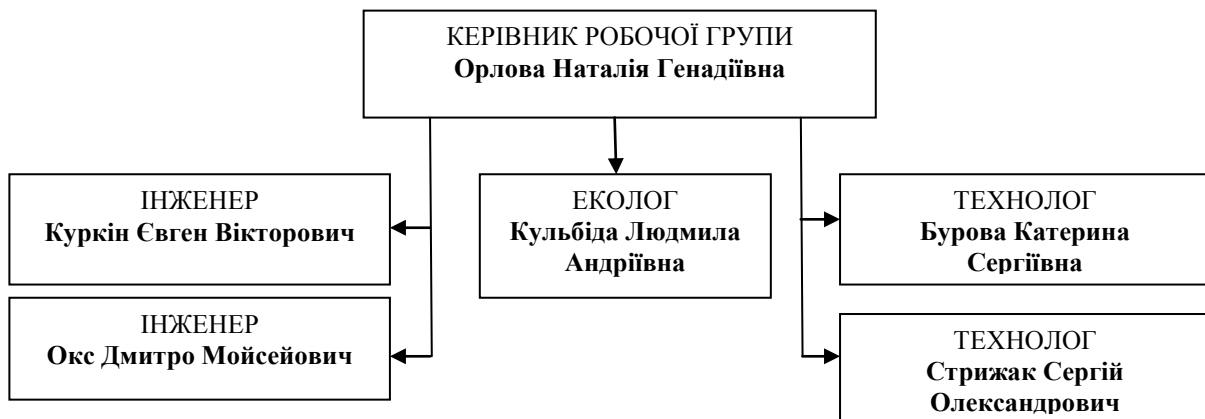 КЕРІВНИК РОБОЧОЇ ГРУПИ
Орлова Наталія Генадіївна
ІНЖЕНЕР
Куркін Євген Вікторович
ЕКОЛОГ
Кульбіда Людмила
Андріївна
ТЕХНОЛОГ
Бурова Катерина
Сергіївна
ІНЖЕНЕР
Окс Дмитро Мойсейович
ТЕХНОЛОГ
Стрижак Сергій
Олександрович